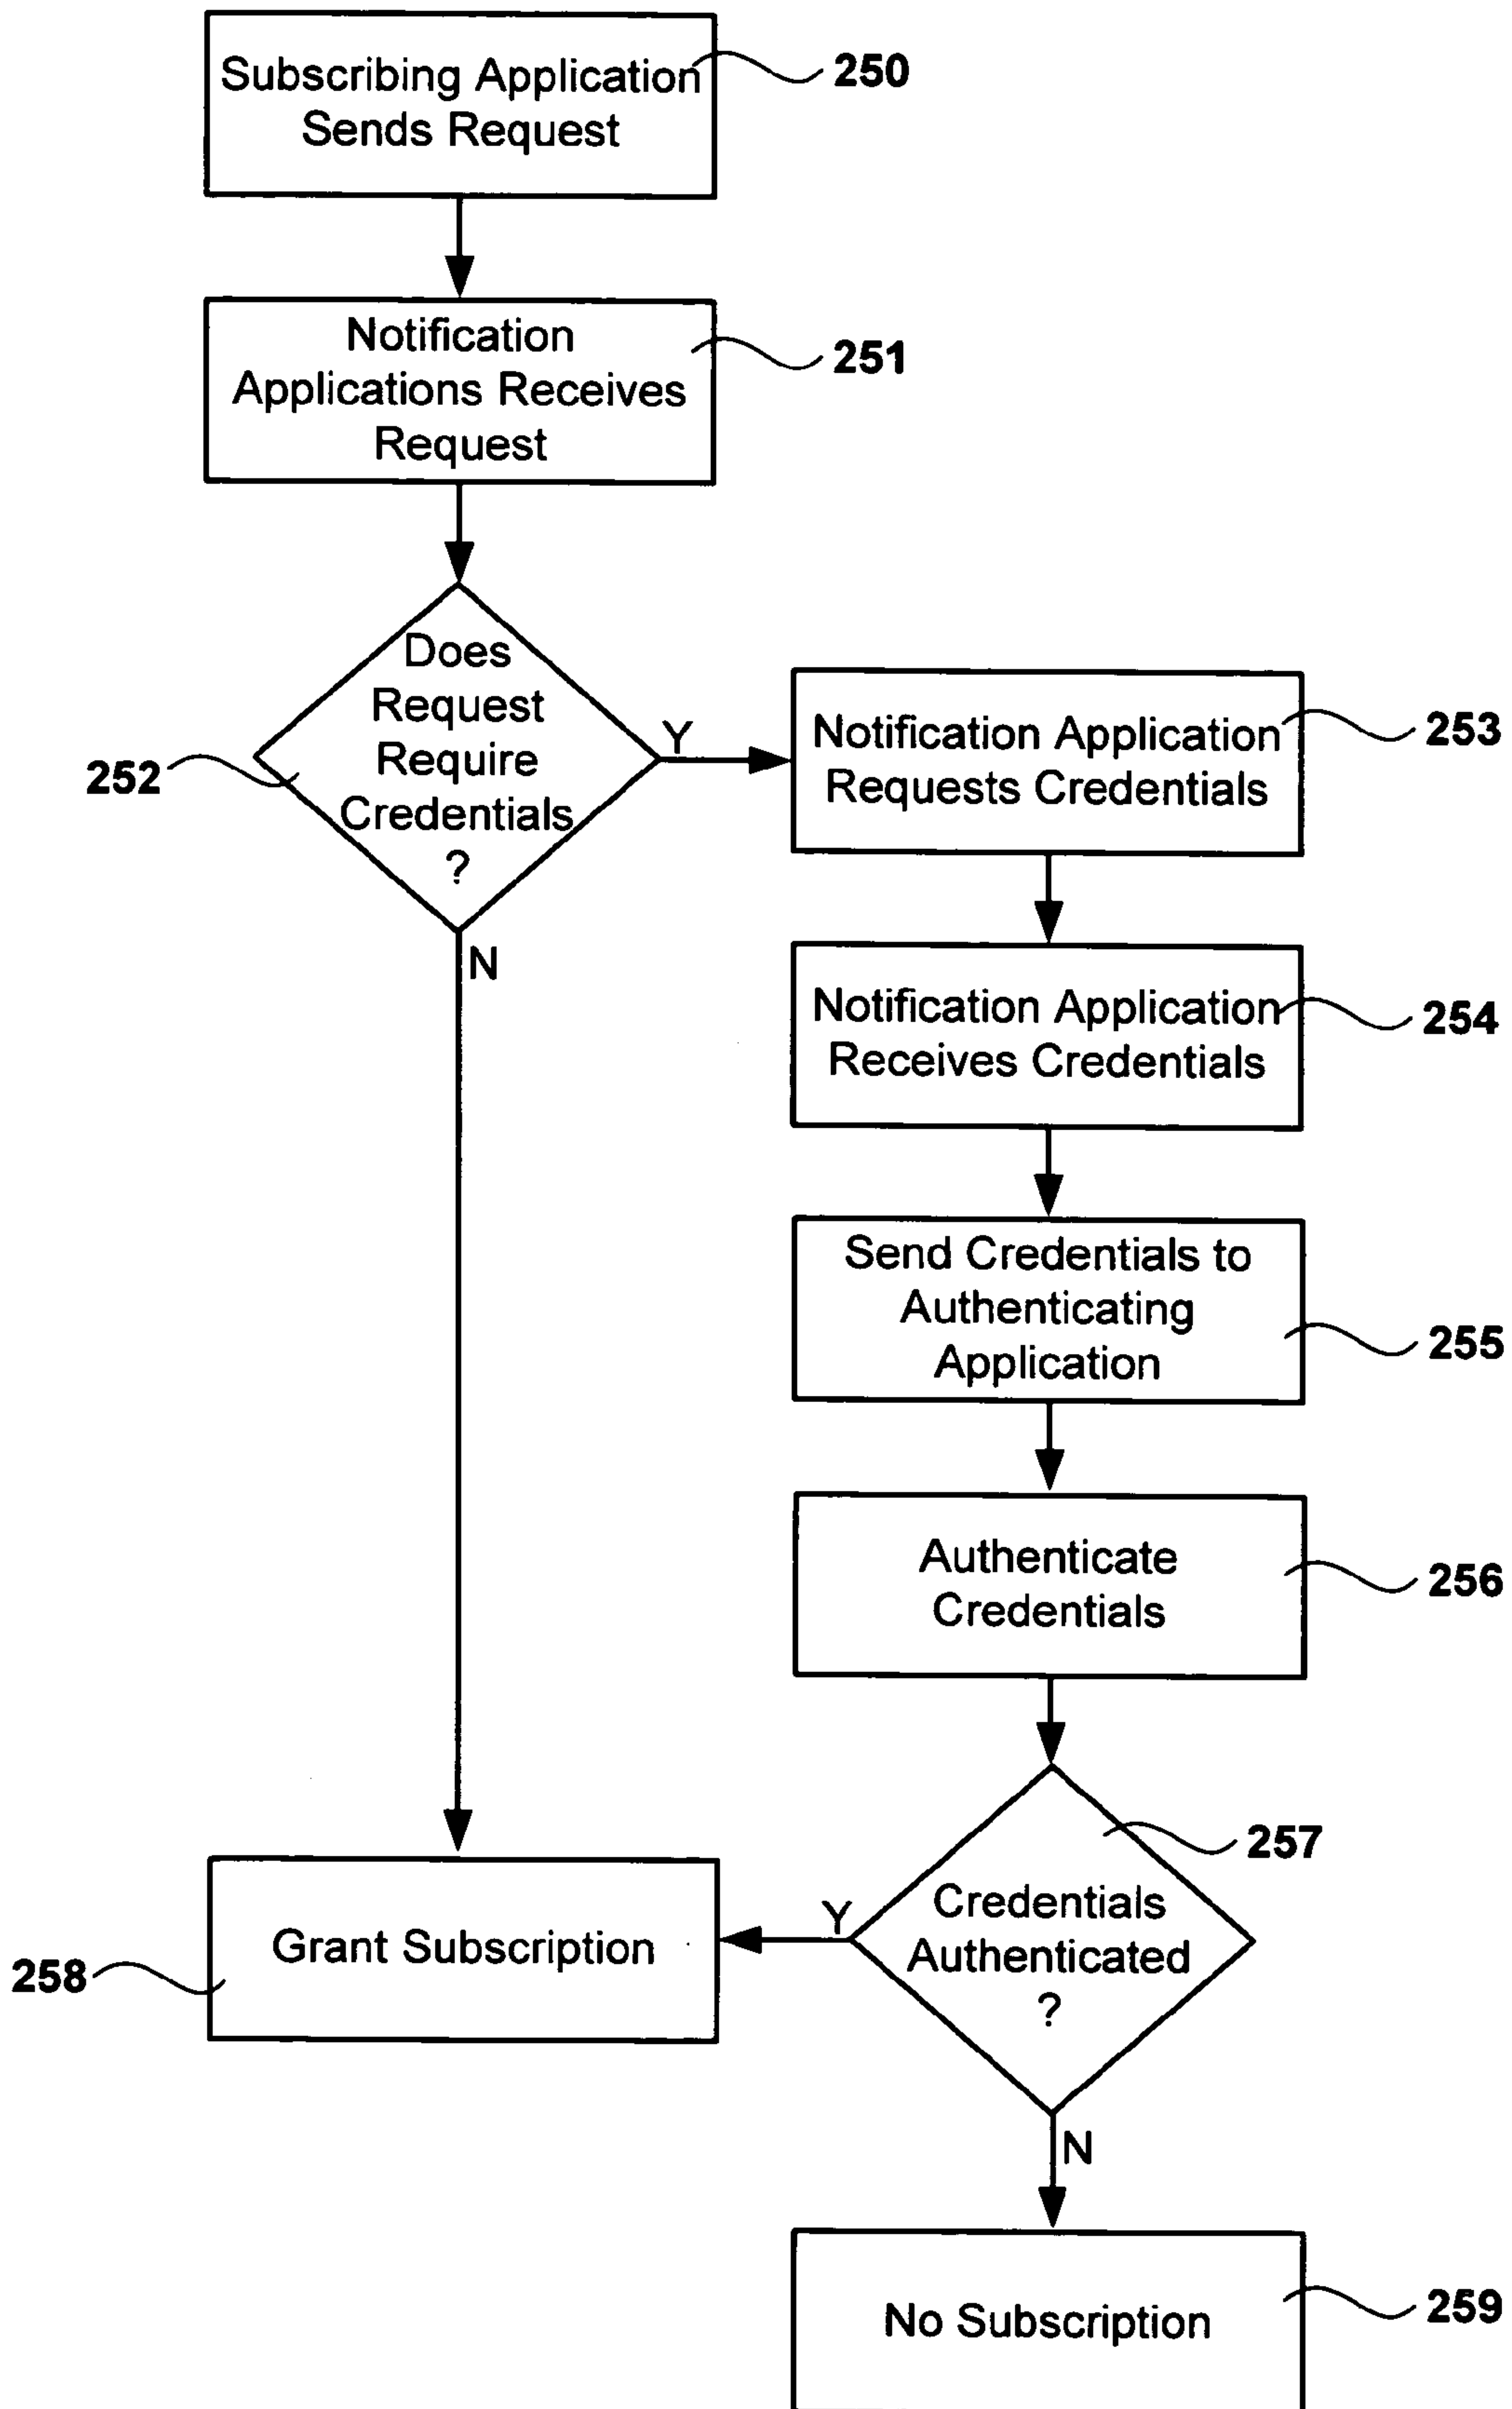 Subscribing Application
Sends Request
250
Notification
Applications Receives
Request
251
Does
Request
Require
Credentials
?
252
Y
N
Notification Application
Requests Credentials
253
Notification Application
Receives Credentials
254
Send Credentials to
Authenticating
Application
255
Authenticate
Credentials
256
257
Credentials
Authenticated
?
Y
N
Grant Subscription
258
No Subscription
259